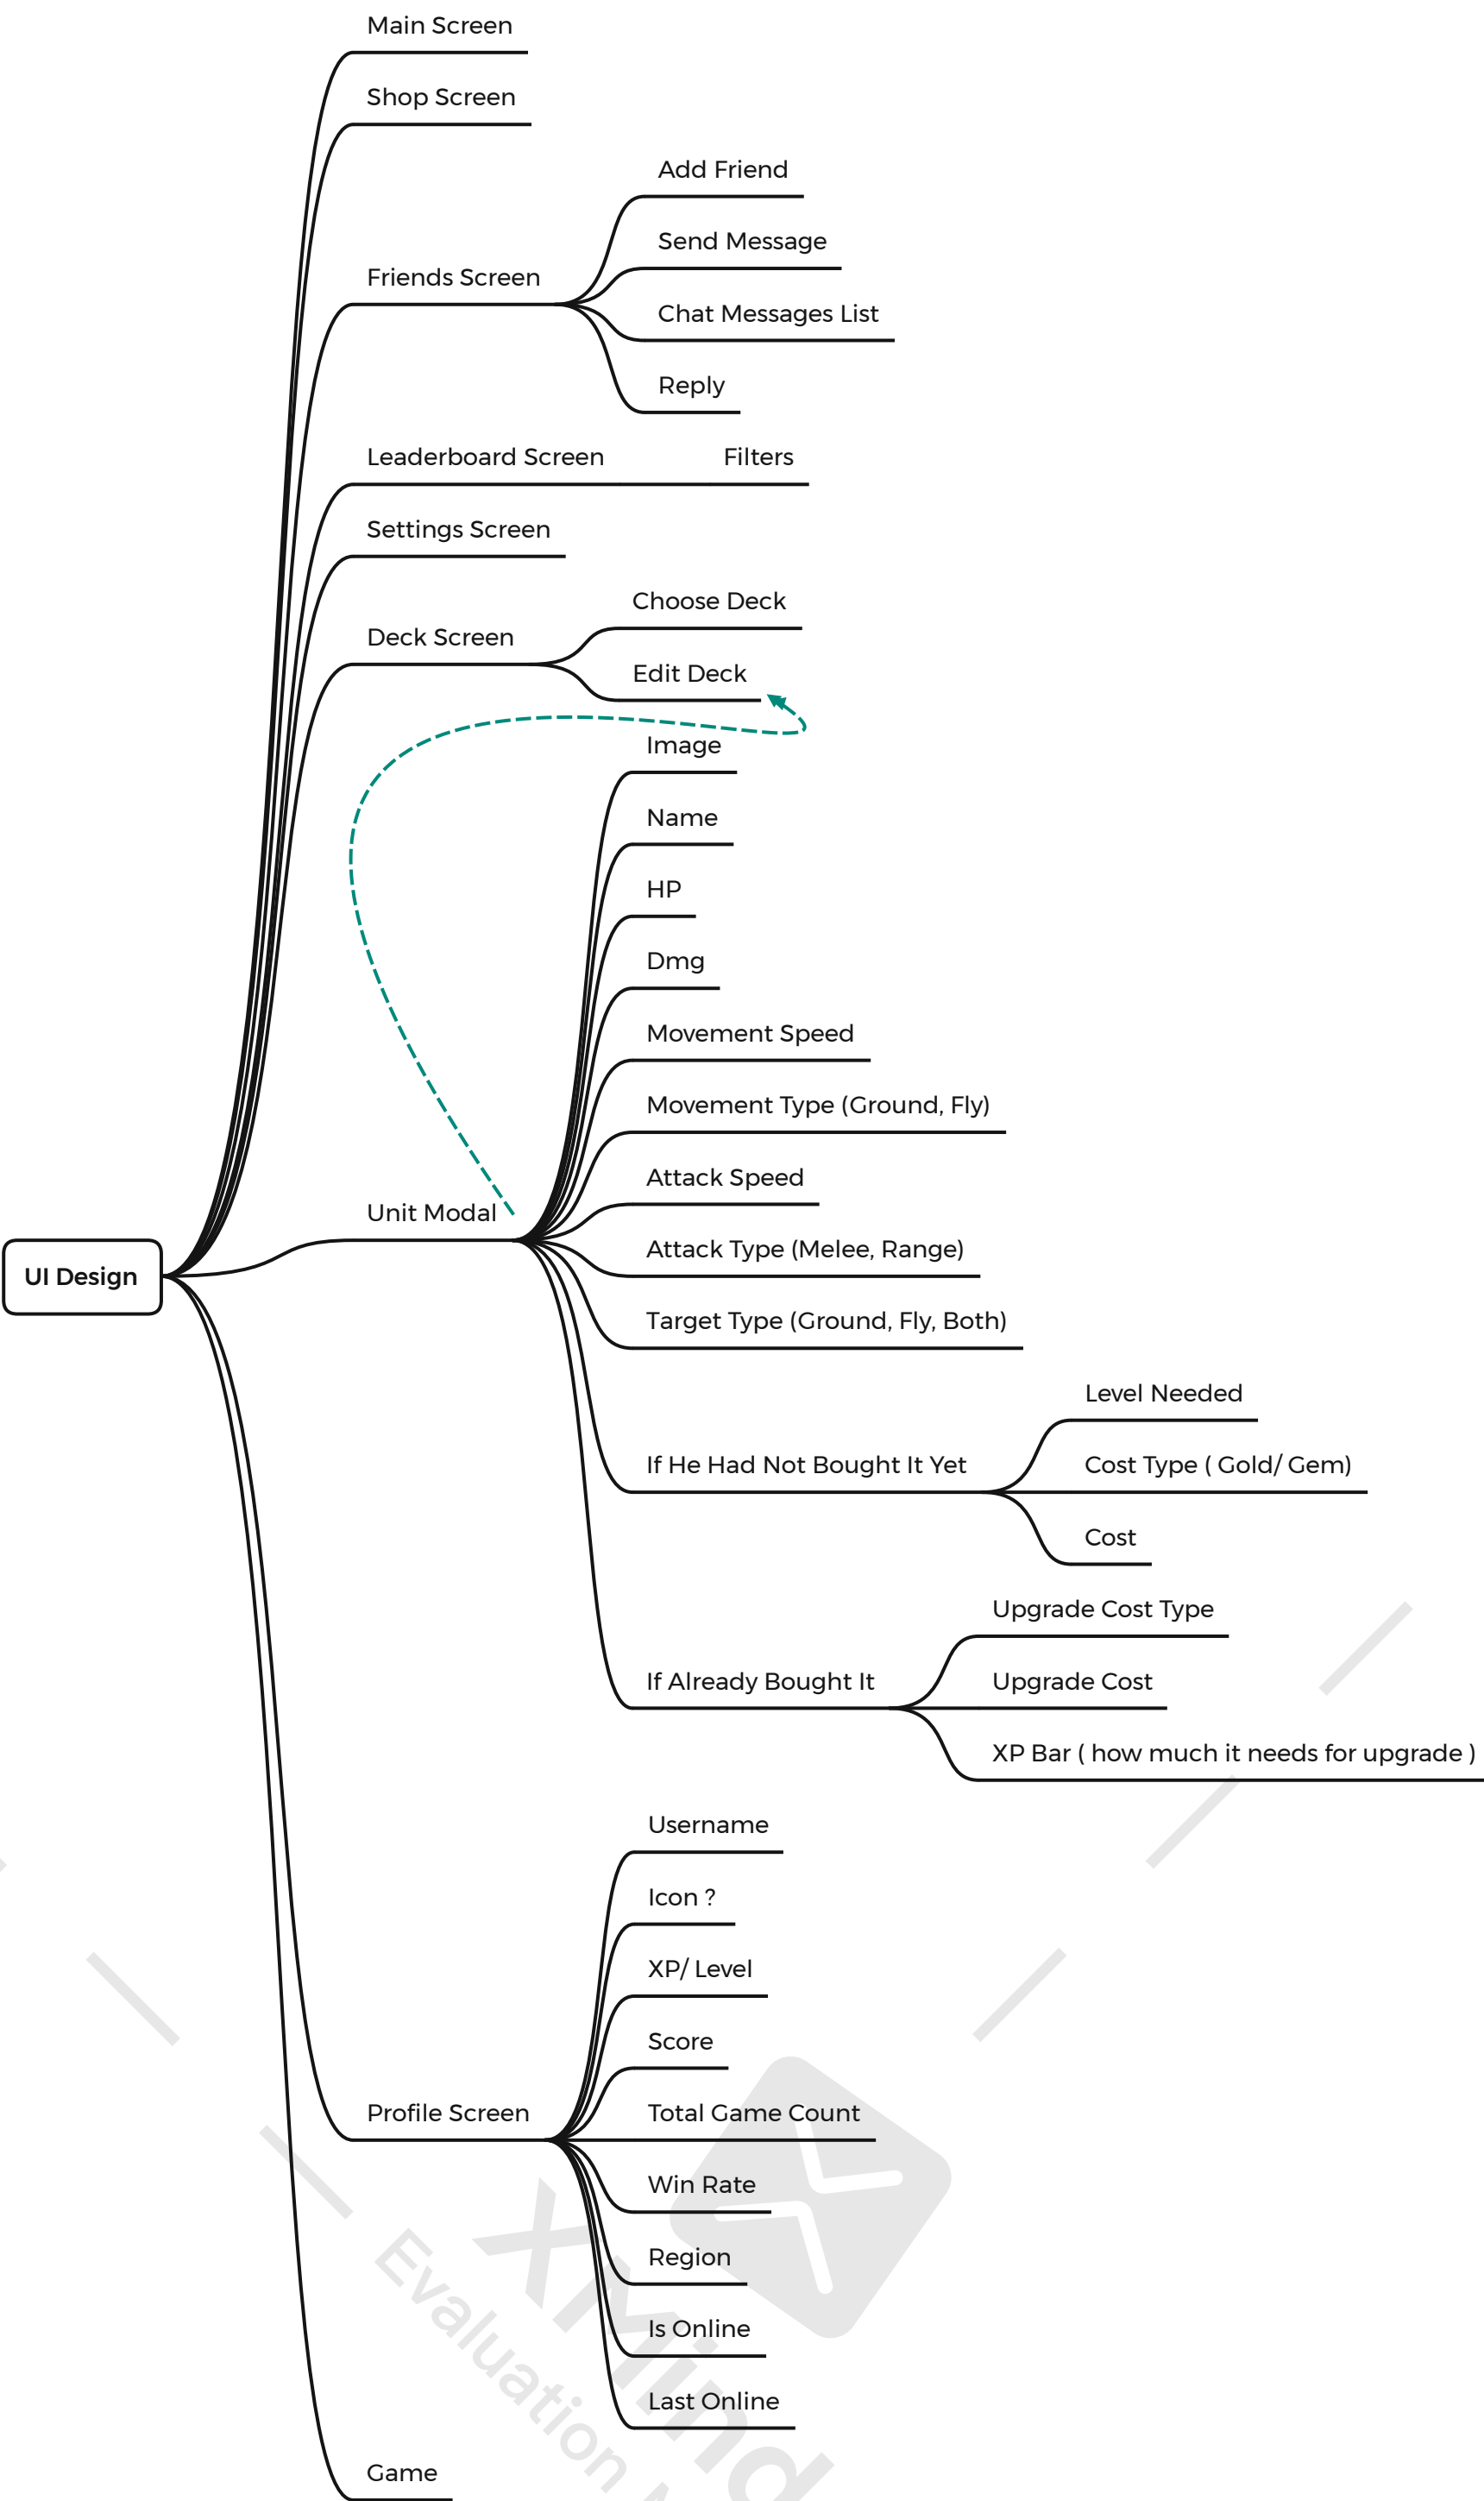 Main Screen
Shop Screen
Add Friend
Send Message
Friends Screen
Chat Messages List
Reply
Leaderboard Screen
Filters
Settings Screen
Choose Deck
Deck Screen
Edit Deck
Image
Name
HP
Dmg
Movement Speed
Movement Type (Ground, Fly)
Attack Speed
Unit Modal
Attack Type (Melee, Range)
UI Design
Target Type (Ground, Fly, Both)
Level Needed
If He Had Not Bought It Yet
Cost Type ( Gold/ Gem)
Cost
Upgrade Cost Type
If Already Bought It
Upgrade Cost
XP Bar ( how much it needs for upgrade )
Username
Icon ?
XP/ Level
Score
Profile Screen
Total Game Count
Win Rate
Region
Is Online
Last Online
Game
XMind
Evaluation